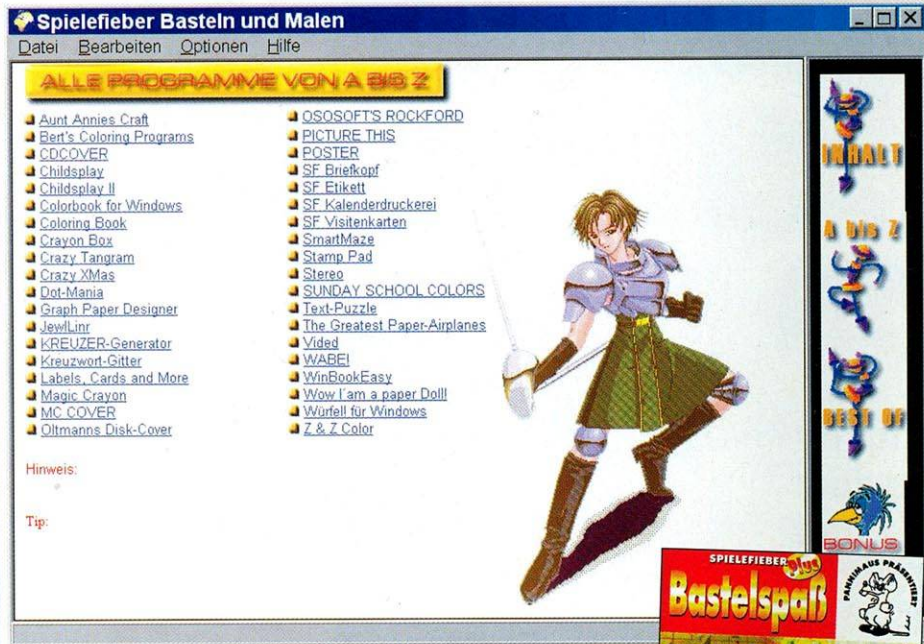 Spielefieber Basteln und Malen
Datei Bearbeiten Optionen Hilfe
ALLE PROGRAMME VON A BIS Z
Aunt Annies Craft
Bert's Coloring Programs
CDCOVER
Childsplay
Childsplay II
Colorbook for Windows
Coloring Book
Crayon Box
Crazy Tangram
Crazy XMas
Dot-Mania
Graph Paper Designer
JewlLinr
KREUZER-Generator
Kreuzwort-Gitter
Labels, Cards and More
Magic Crayon
MC COVER
Oltmanns Disk-Cover
OSOSOFT'S ROCKFORD
PICTURE THIS
POSTER
SF Briefkopf
SF Etikett
SF Kalenderdruckerei
SF Visitenkarten
SmartMaze
Stamp Pad
Stereo
SUNDAY SCHOOL COLORS
Text-Puzzle
The Greatest Paper-Airplanes
Vided
WABE!
WinBookEasy
Wow I´am a paper Doll!
Würfel! für Windows
Z & Z Color
Hinweis:
Tip:
INHALT
A bis Z
BEST OF
BONUS
SPIELEFIEBER plus
Bastelspaß
PANNIMAUS PRÄSENTIERT